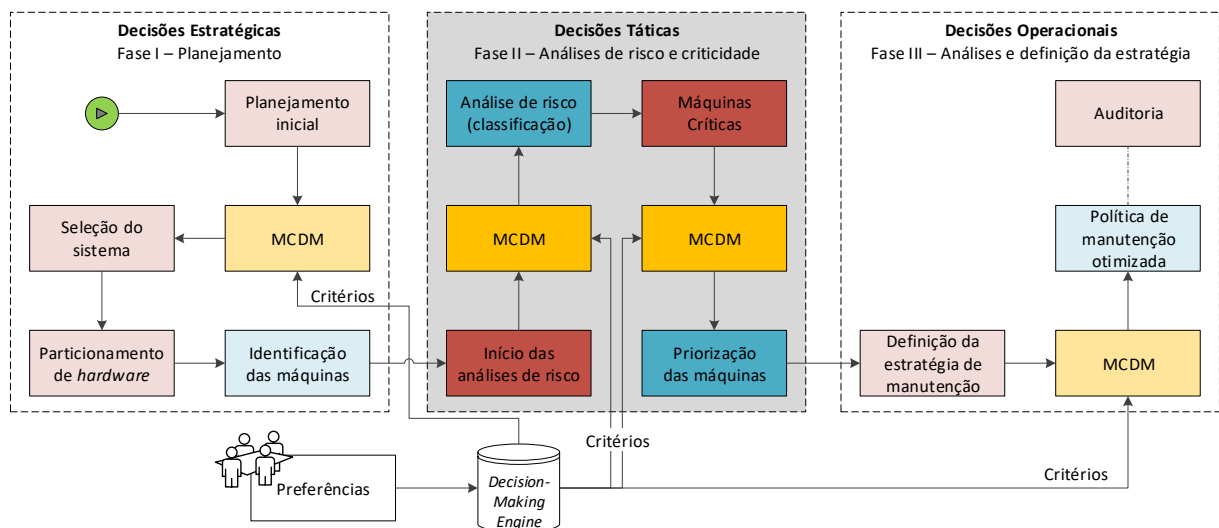 Decisões Estratégicas
Fase I – Planejamento
Planejamento
inicial
MCDM
Seleção do
sistema
Particionamento
de hardware
Identificação
das máquinas
Critérios
Decisões Táticas
Fase II – Análises de risco e criticidade
Análise de risco
(classificação)
Máquinas
Críticas
MCDM
MCDM
Início das
análises de risco
Priorização
das máquinas
Critérios
Decisões Operacionais
Fase III – Análises e definição da estratégia
Auditoria
Política de
manutenção
otimizada
Definição da
estratégia de
manutenção
MCDM
Critérios
Preferências
Decision-
Making
Engine